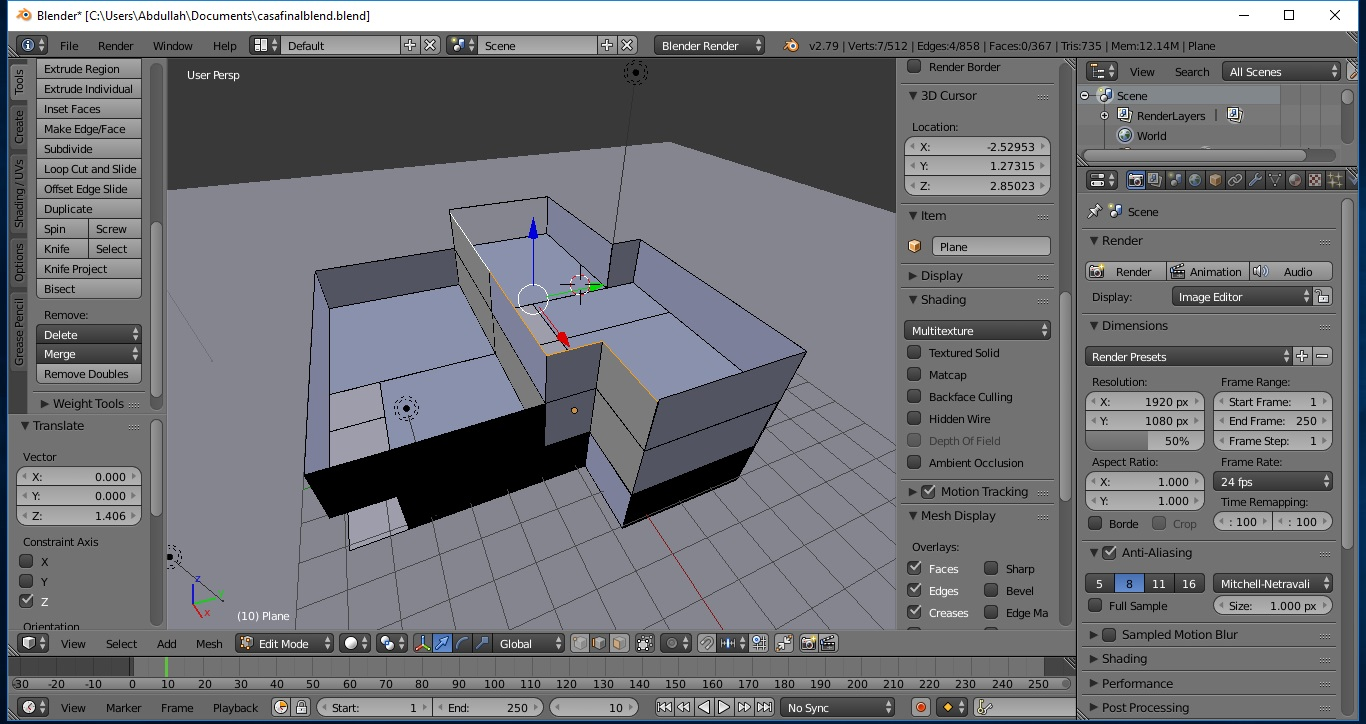 Blender* [C:\Users\Abdullah\Documents\casafinalblend.blend]
File Render Window Help Default Scene Blender Render v2.79 | Verts:7/512 | Edges:4/858 | Faces:0/367 | Tris:735 | Mem:12.14M | Plane
Tools
Create
Shading / UVs
Options
Grease Pencil
Extrude Region
Extrude Individual
Inset Faces
Make Edge/Face
Subdivide
Loop Cut and Slide
Offset Edge Slide
Duplicate
Spin Screw
Knife Select
Knife Project
Bisect
Remove:
Delete
Merge
Remove Doubles
Weight Tools
Translate
Vector
X: 0.000
Y: 0.000
Z: 1.406
Constraint Axis
X
Y
Z
Orientation
User Persp
z
y
x
(10) Plane
Render Border
3D Cursor
Location:
X: -2.52953
Y: 1.27315
Z: 2.85023
Item
Plane
Display
Shading
Multitexture
Textured Solid
Matcap
Backface Culling
Hidden Wire
Depth Of Field
Ambient Occlusion
Motion Tracking
Mesh Display
Overlays:
Faces Sharp
Edges Bevel
Creases Edge Ma
View Search All Scenes
Scene
RenderLayers |
World
Scene
Render
Render Animation Audio
Display: Image Editor
Dimensions
Render Presets
Resolution: Frame Range:
X: 1920 px Start Frame: 1
Y: 1080 px End Frame: 250
50% Frame Step: 1
Aspect Ratio: Frame Rate:
X: 1.000 24 fps
Y: 1.000 Time Remapping:
Borde Crop : 100 : 100
Anti-Aliasing
5 8 11 16 Mitchell-Netravali
Full Sample Size: 1.000 px
Sampled Motion Blur
Shading
Performance
Post Processing
View Select Add Mesh Edit Mode Global
-30 -20 -10 0 10 20 30 40 50 60 70 80 90 100 110 120 130 140 150 160 170 180 190 200 210 220 230 240 250
View Marker Frame Playback Start: 1 End: 250 10 No Sync